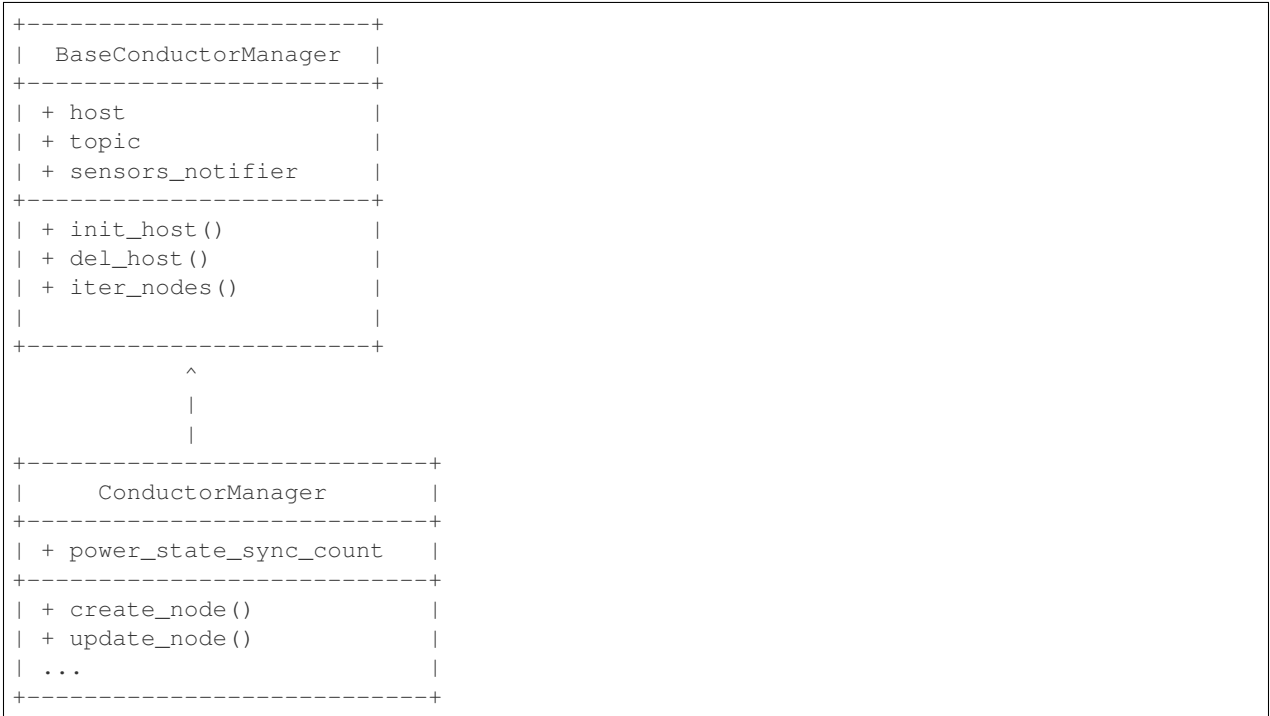 +------------------------+
|  BaseConductorManager  |
+------------------------+
| + host                 |
| + topic                |
| + sensors_notifier     |
+------------------------+
| + init_host()          |
| + del_host()           |
| + iter_nodes()         |
|                        |
+------------------------+
            ^
            |
            |
+----------------------------+
|     ConductorManager       |
+----------------------------+
| + power_state_sync_count   |
+----------------------------+
| + create_node()            |
| + update_node()            |
| ...                        |
+----------------------------+